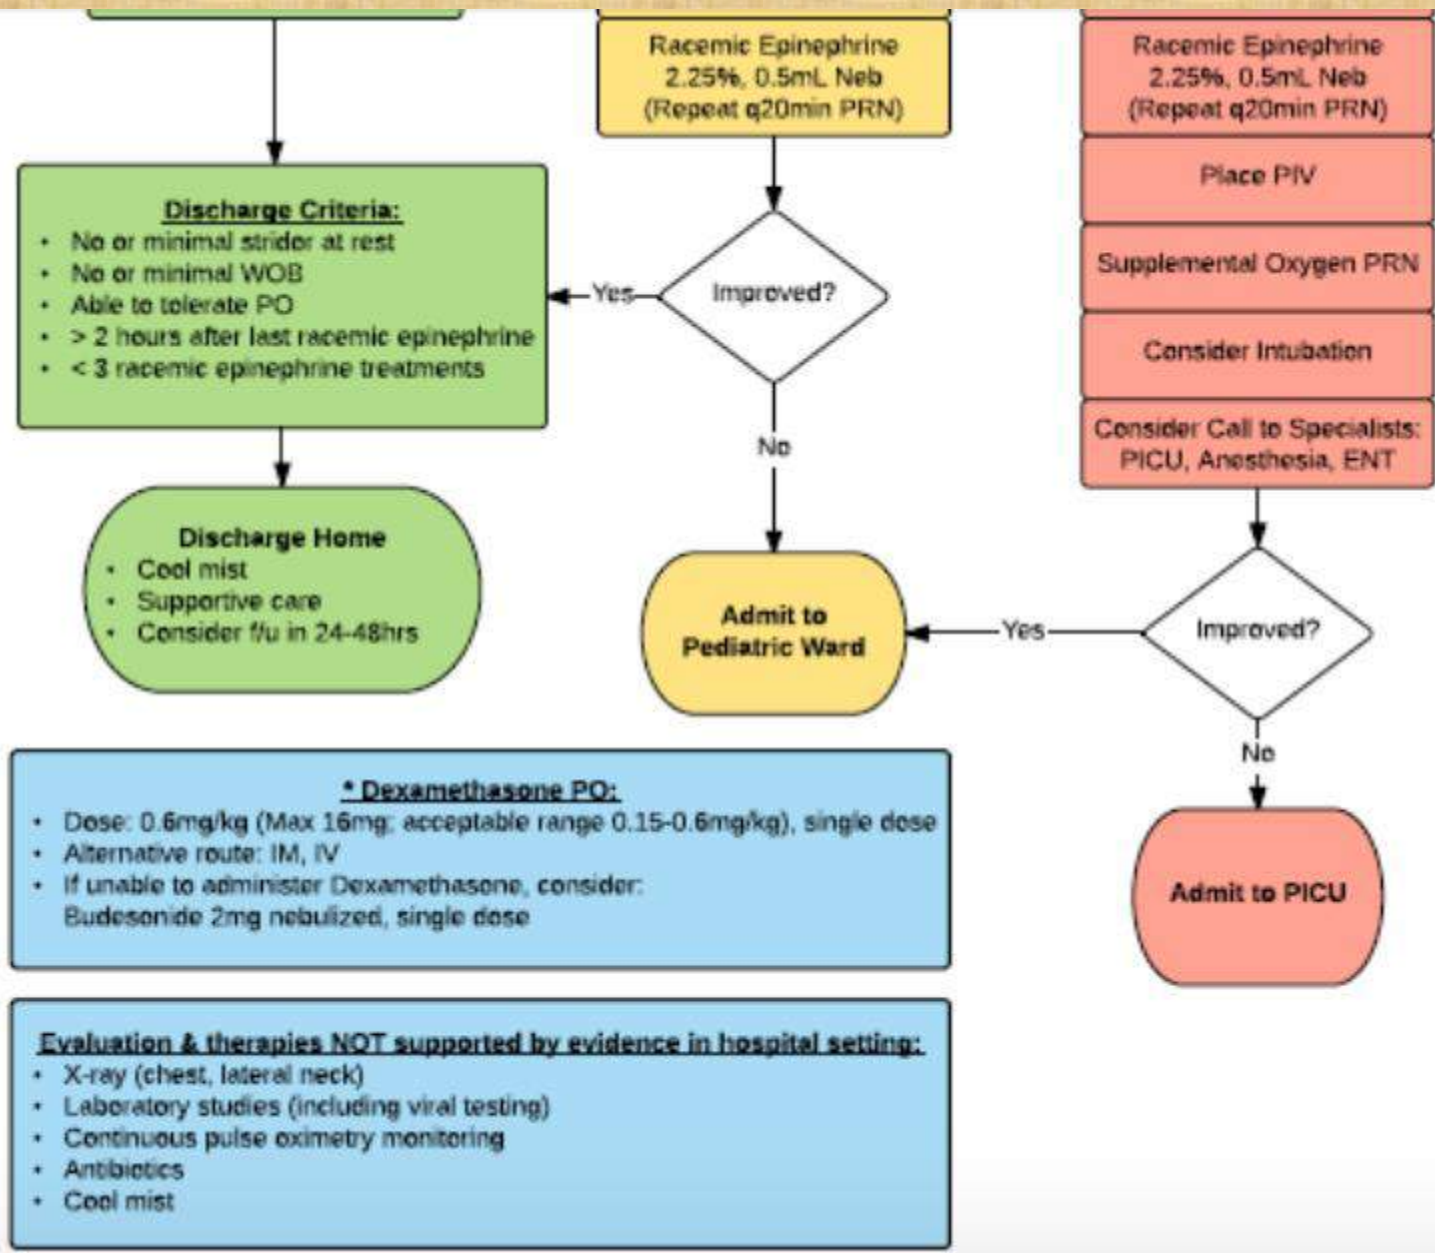 Racemic Epinephrine
2.25%, 0.5mL Neb
(Repeat q20min PRN)
Racemic Epinephrine
2.25%, 0.5mL Neb
(Repeat q20min PRN)
Place PIV
Supplemental Oxygen PRN
Consider Intubation
Consider Call to Specialists:
PICU, Anesthesia, ENT
Discharge Criteria:
• No or minimal stridor at rest
• No or minimal WOB
• Able to tolerate PO
• > 2 hours after last racemic epinephrine
• < 3 racemic epinephrine treatments
Yes
Improved?
No
Discharge Home
• Cool mist
• Supportive care
• Consider f/u in 24-48hrs
Admit to
Pediatric Ward
Yes
Improved?
No
Admit to PICU
* Dexamethasone PO:
• Dose: 0.6mg/kg (Max 16mg; acceptable range 0.15-0.6mg/kg), single dose
• Alternative route: IM, IV
• If unable to administer Dexamethasone, consider:
Budesonide 2mg nebulized, single dose
Evaluation & therapies NOT supported by evidence in hospital setting:
• X-ray (chest, lateral neck)
• Laboratory studies (including viral testing)
• Continuous pulse oximetry monitoring
• Antibiotics
• Cool mist